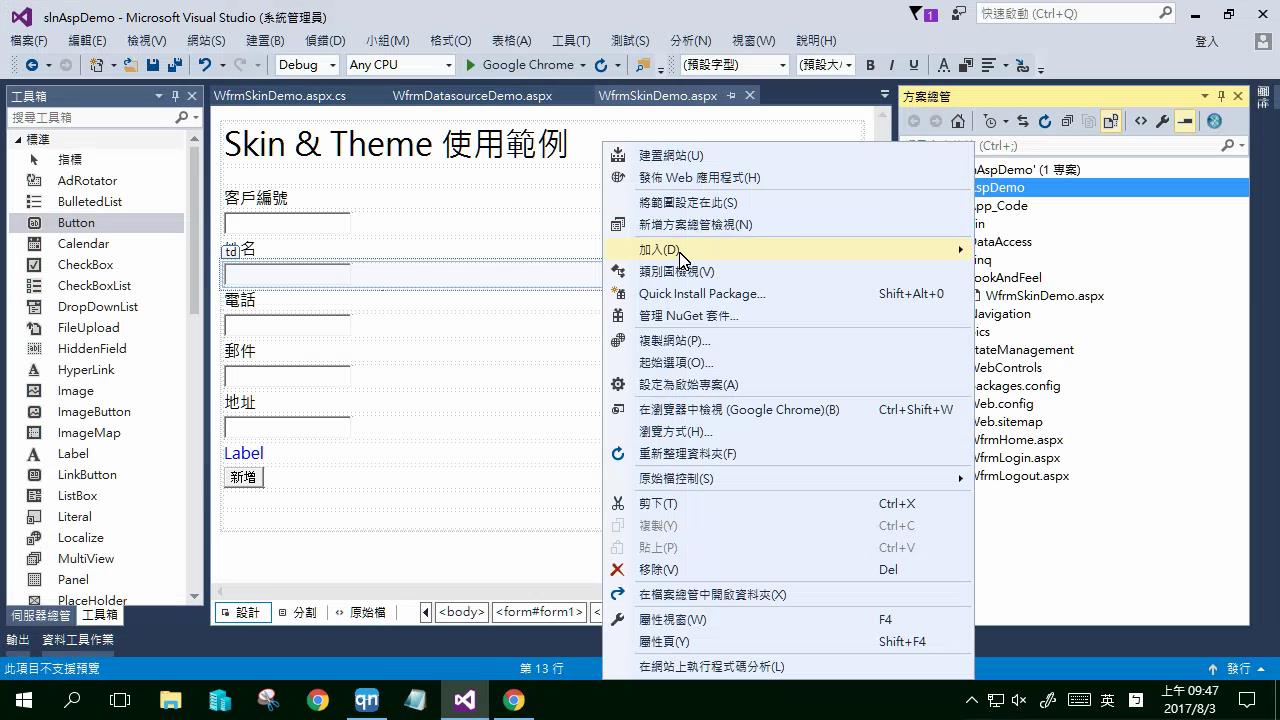 slnAspDemo - Microsoft Visual Studio (系統管理員)
1
快速啟動 (Ctrl+Q)
檔案(F) 編輯(E) 檢視(V) 網站(S) 建置(B) 偵錯(D) 小組(M) 格式(O) 表格(A) 工具(T) 測試(S) 分析(N) 視窗(W) 說明(H) 登入
Debug Any CPU Google Chrome (預設字型) (預設大 B I U A
工具箱
搜尋工具箱
標準
指標
AdRotator
BulletedList
Button
Calendar
CheckBox
CheckBoxList
DropDownList
FileUpload
HiddenField
HyperLink
Image
ImageButton
ImageMap
Label
LinkButton
ListBox
Literal
Localize
MultiView
Panel
PlaceHolder
伺服器總管 工具箱
WfrmSkinDemo.aspx.cs WfrmDatasourceDemo.aspx WfrmSkinDemo.aspx
Skin & Theme 使用範例
客戶編號
td 名
電話
郵件
地址
Label
新增
設計 分割 原始檔 <body> <form#form1> <
建置網站(U)
發佈 Web 應用程式(H)
將範圍設定在此(S)
新增方案總管檢視(N)
加入(D)
類別圖檢視(V)
Quick Install Package... Shift+Alt+0
管理 NuGet 套件...
複製網站(P)...
起始選項(O)...
設定為啟始專案(A)
在瀏覽器中檢視 (Google Chrome)(B) Ctrl+Shift+W
瀏覽方式(H)...
重新整理資料夾(F)
原始檔控制(S)
剪下(T) Ctrl+X
複製(Y) Ctrl+C
貼上(P) Ctrl+V
移除(V) Del
在檔案總管中開啟資料夾(X)
屬性視窗(W) F4
屬性頁(Y) Shift+F4
在網站上執行程式碼分析(L)
方案總管
(Ctrl+;)
nAspDemo' (1 專案)
spDemo
pp_Code
in
ataAccess
inq
ookAndFeel
WfrmSkinDemo.aspx
avigation
ics
tateManagement
WebControls
ackages.config
Web.config
Web.sitemap
WfrmHome.aspx
WfrmLogin.aspx
WfrmLogout.aspx
輸出 資料工具作業
此項目不支援預覽 第 13 行 發行
英
上午 09:47
2017/8/3